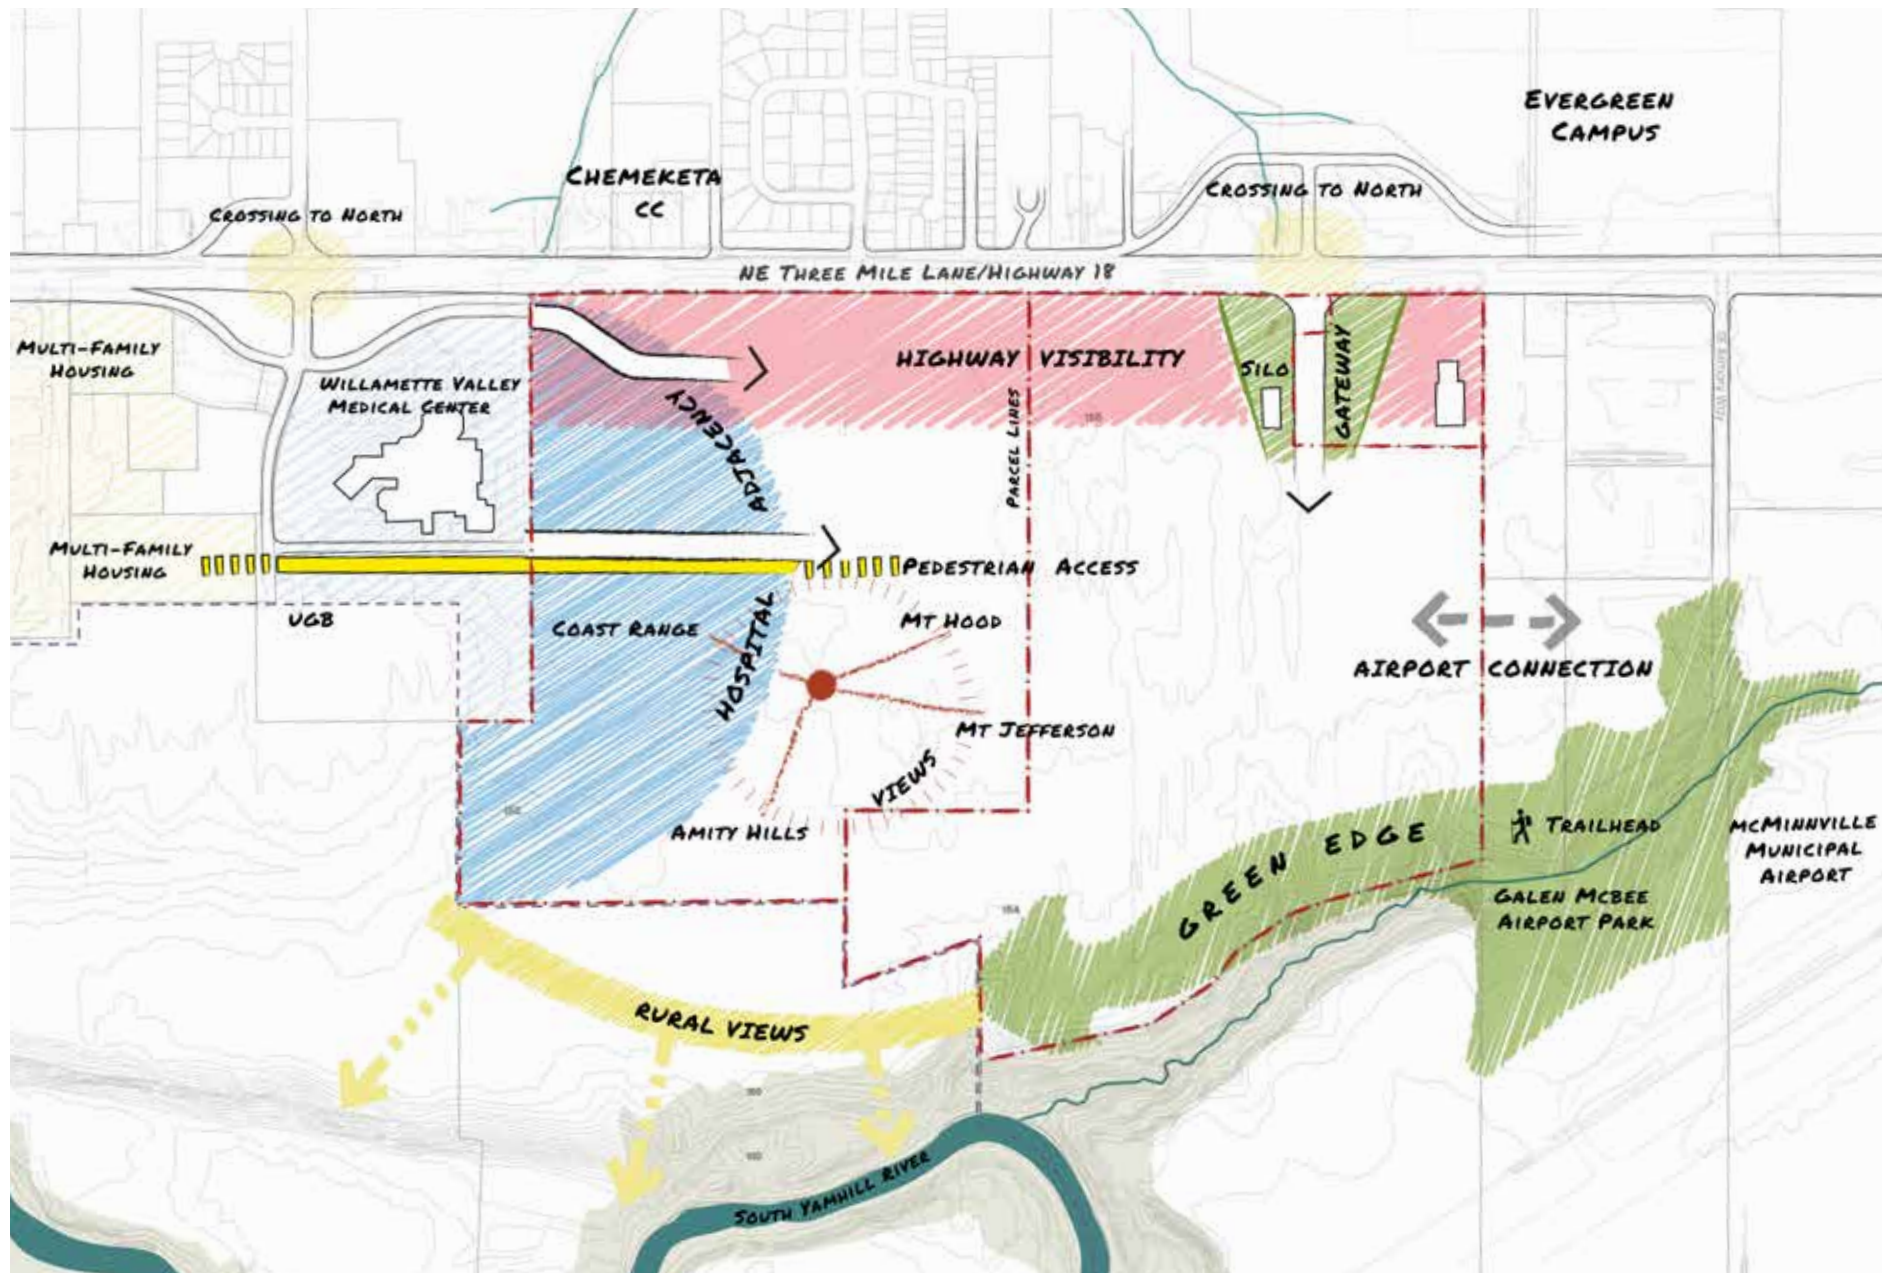 EVERGREEN
CAMPUS
CHEMEKETA
CC
CROSSING TO NORTH
CROSSING TO NORTH
NE THREE MILE LANE/HIGHWAY 18
MULTI-FAMILY
HOUSING
WILLAMETTE VALLEY
MEDICAL CENTER
HIGHWAY VISIBILITY
SILO
GATEWAY
PARCEL LINES
HOSPITAL ADJACENCY
MULTI-FAMILY
HOUSING
PEDESTRIAN ACCESS
UGB
COAST RANGE
MT HOOD
MT JEFFERSON
AMITY HILLS
VIEWS
AIRPORT CONNECTION
GREEN EDGE
TRAILHEAD
MCMINNVILLE
MUNICIPAL
AIRPORT
GALEN MCBEE
AIRPORT PARK
RURAL VIEWS
SOUTH YAMHILL RIVER